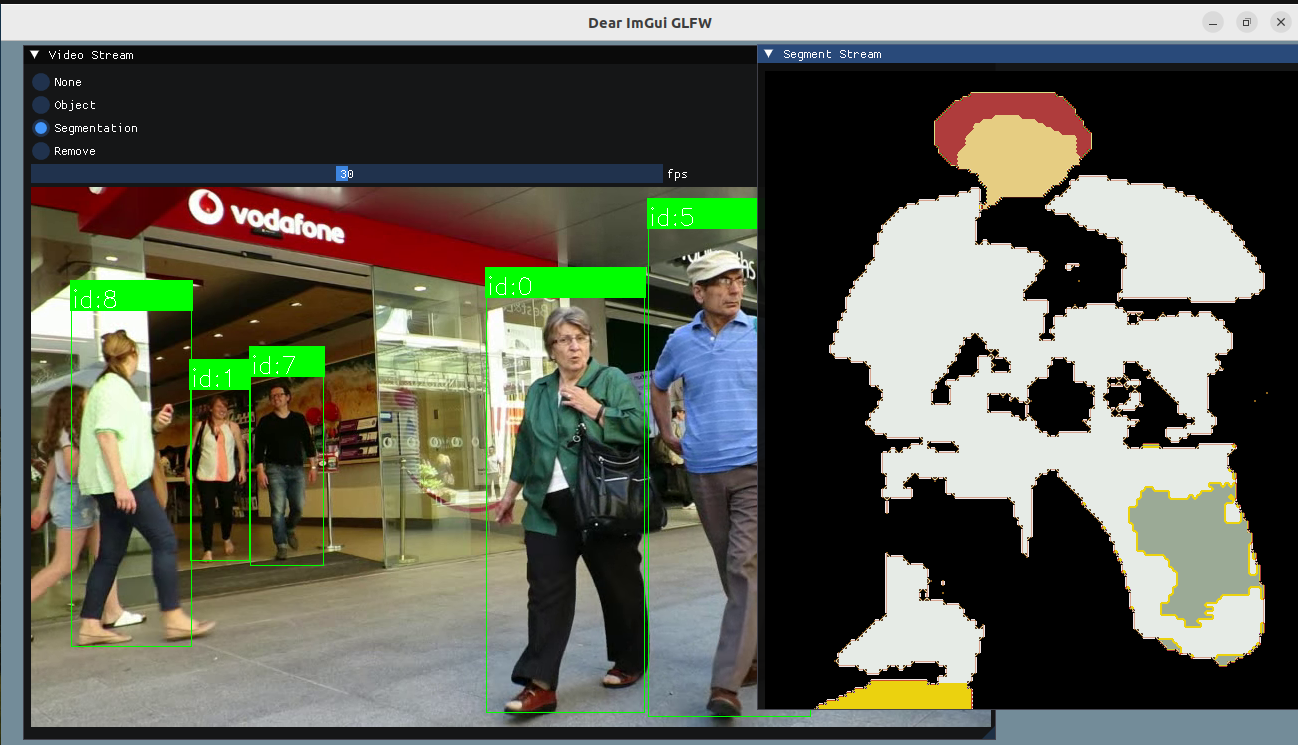 Dear ImGui GLFW
Video Stream
Segment Stream
None
Object
Segmentation
Remove
30
fps
vodafone
id:5
id:0
id:8
id:7
id:1